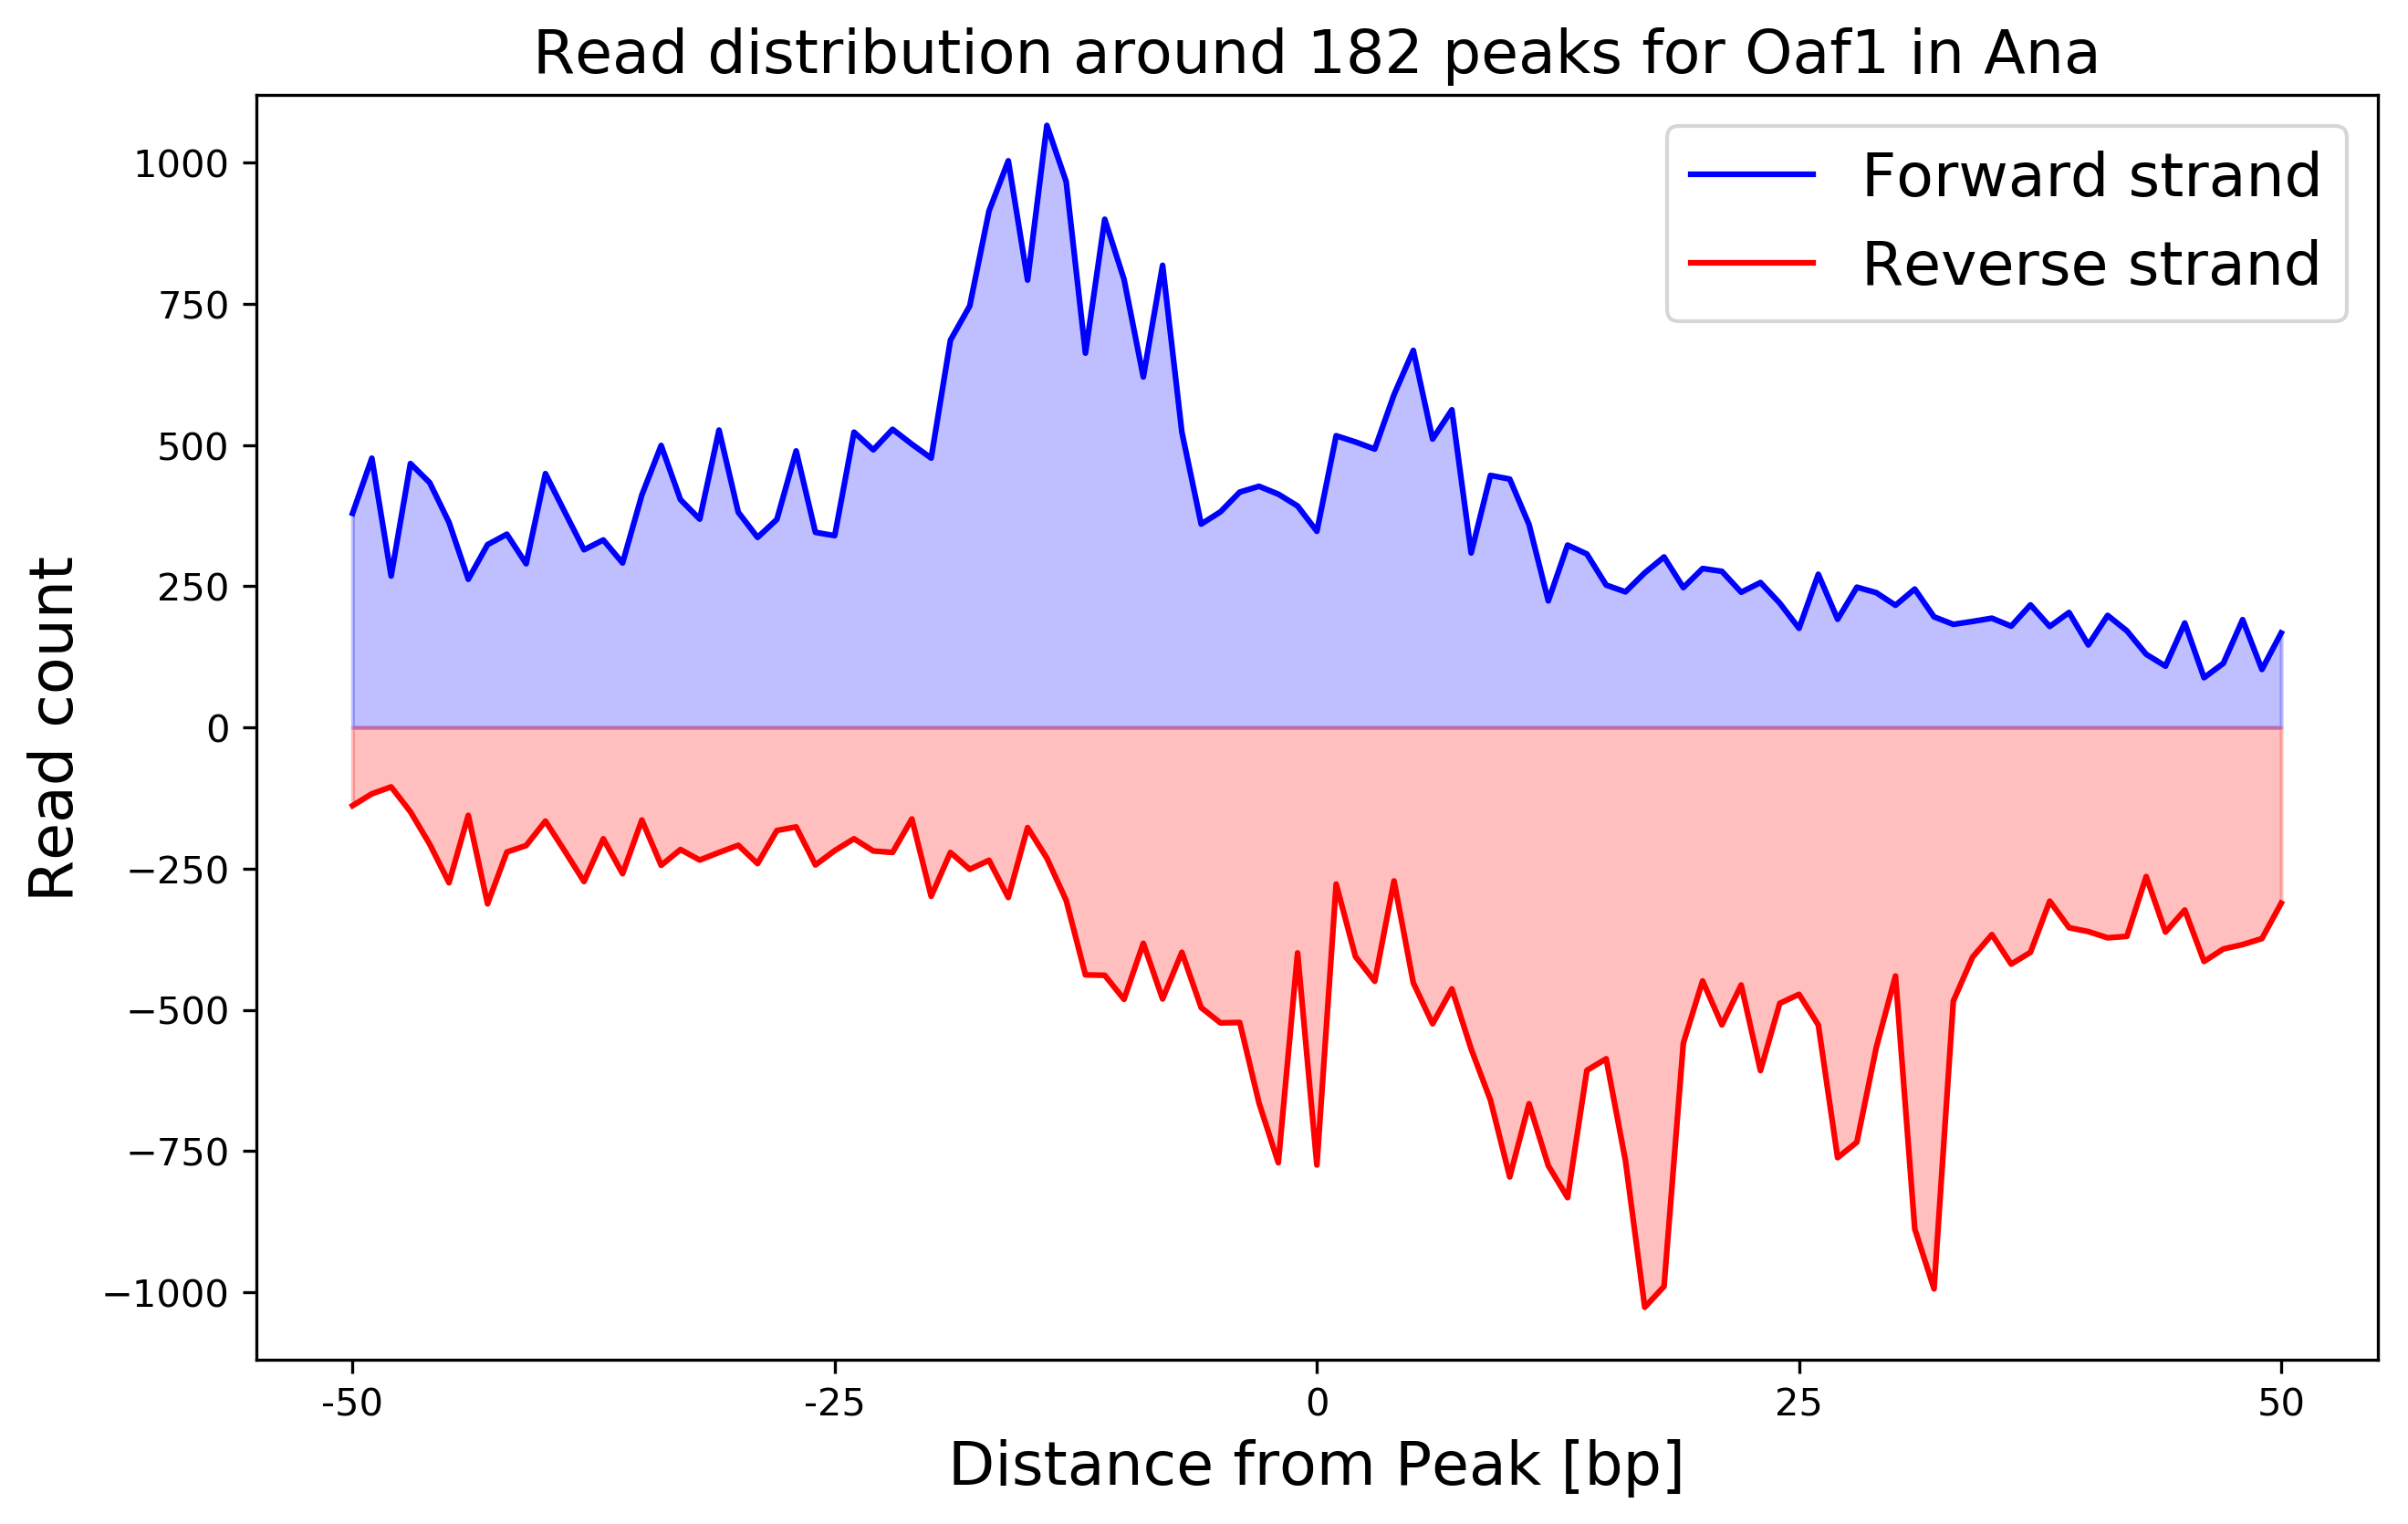 Read distribution around 182 peaks for Oaf1 in Ana
Forward strand
Reverse strand
Read count
1000
750
500
250
0
−250
−500
−750
−1000
-50
-25
0
25
50
Distance from Peak [bp]